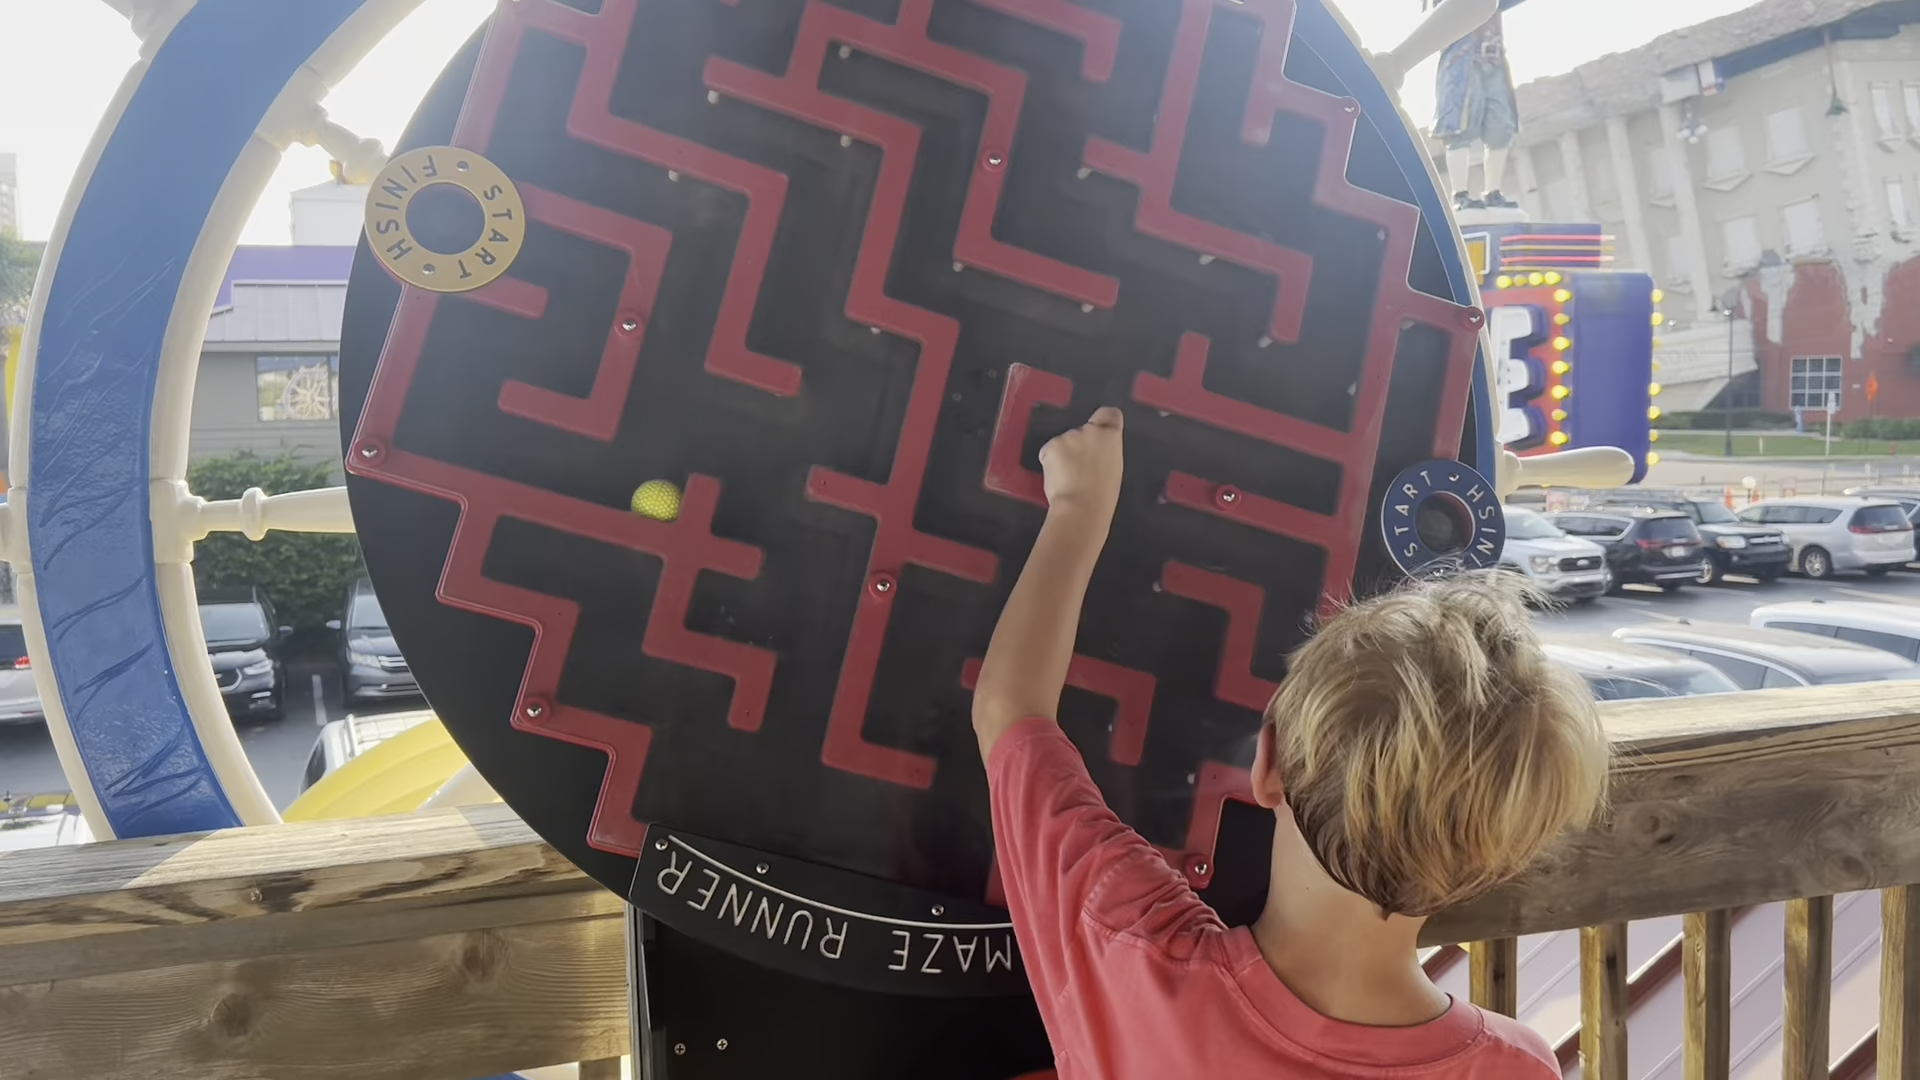 START • FINISH •
START • FINISH
E
MAZE RUNNER